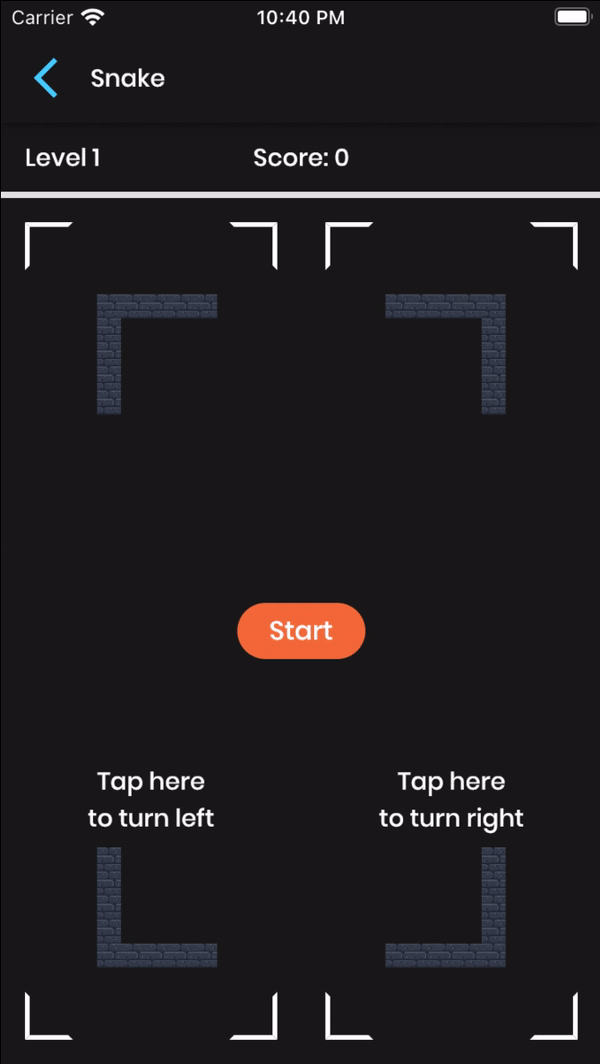 Carrier 10:40 PM
Snake
Level 1 Score: 0
Start
Tap here
to turn left
Tap here
to turn right